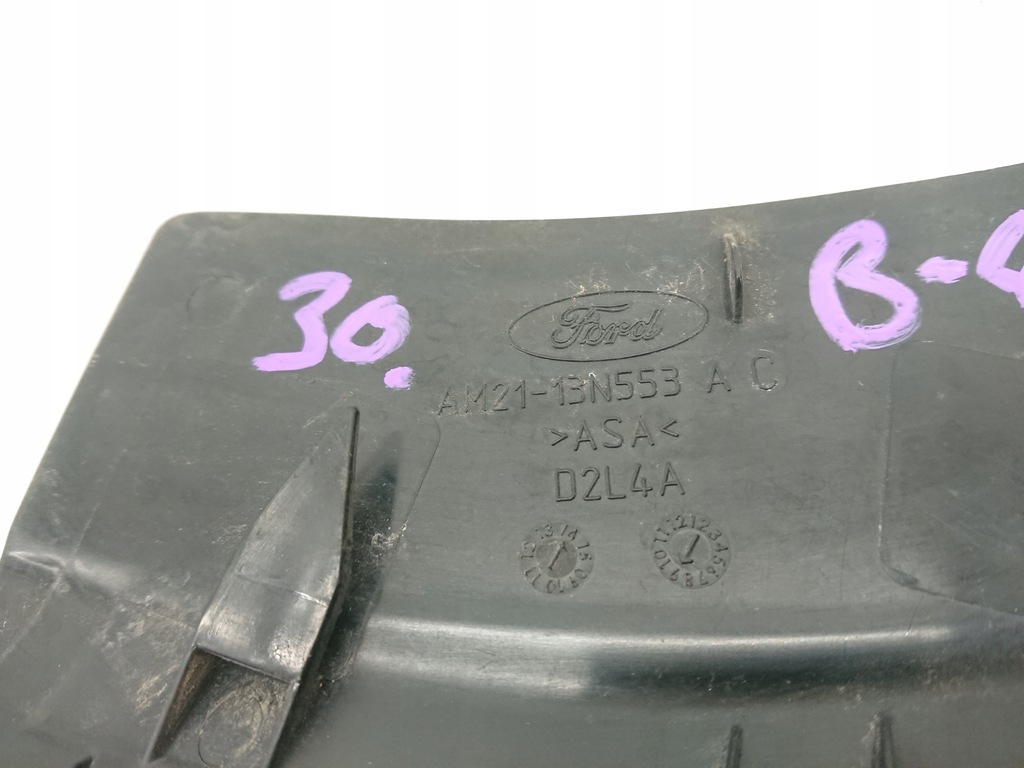 30.
B-4
Ford
AM21-13N553 A C
>ASA<
D2L4A